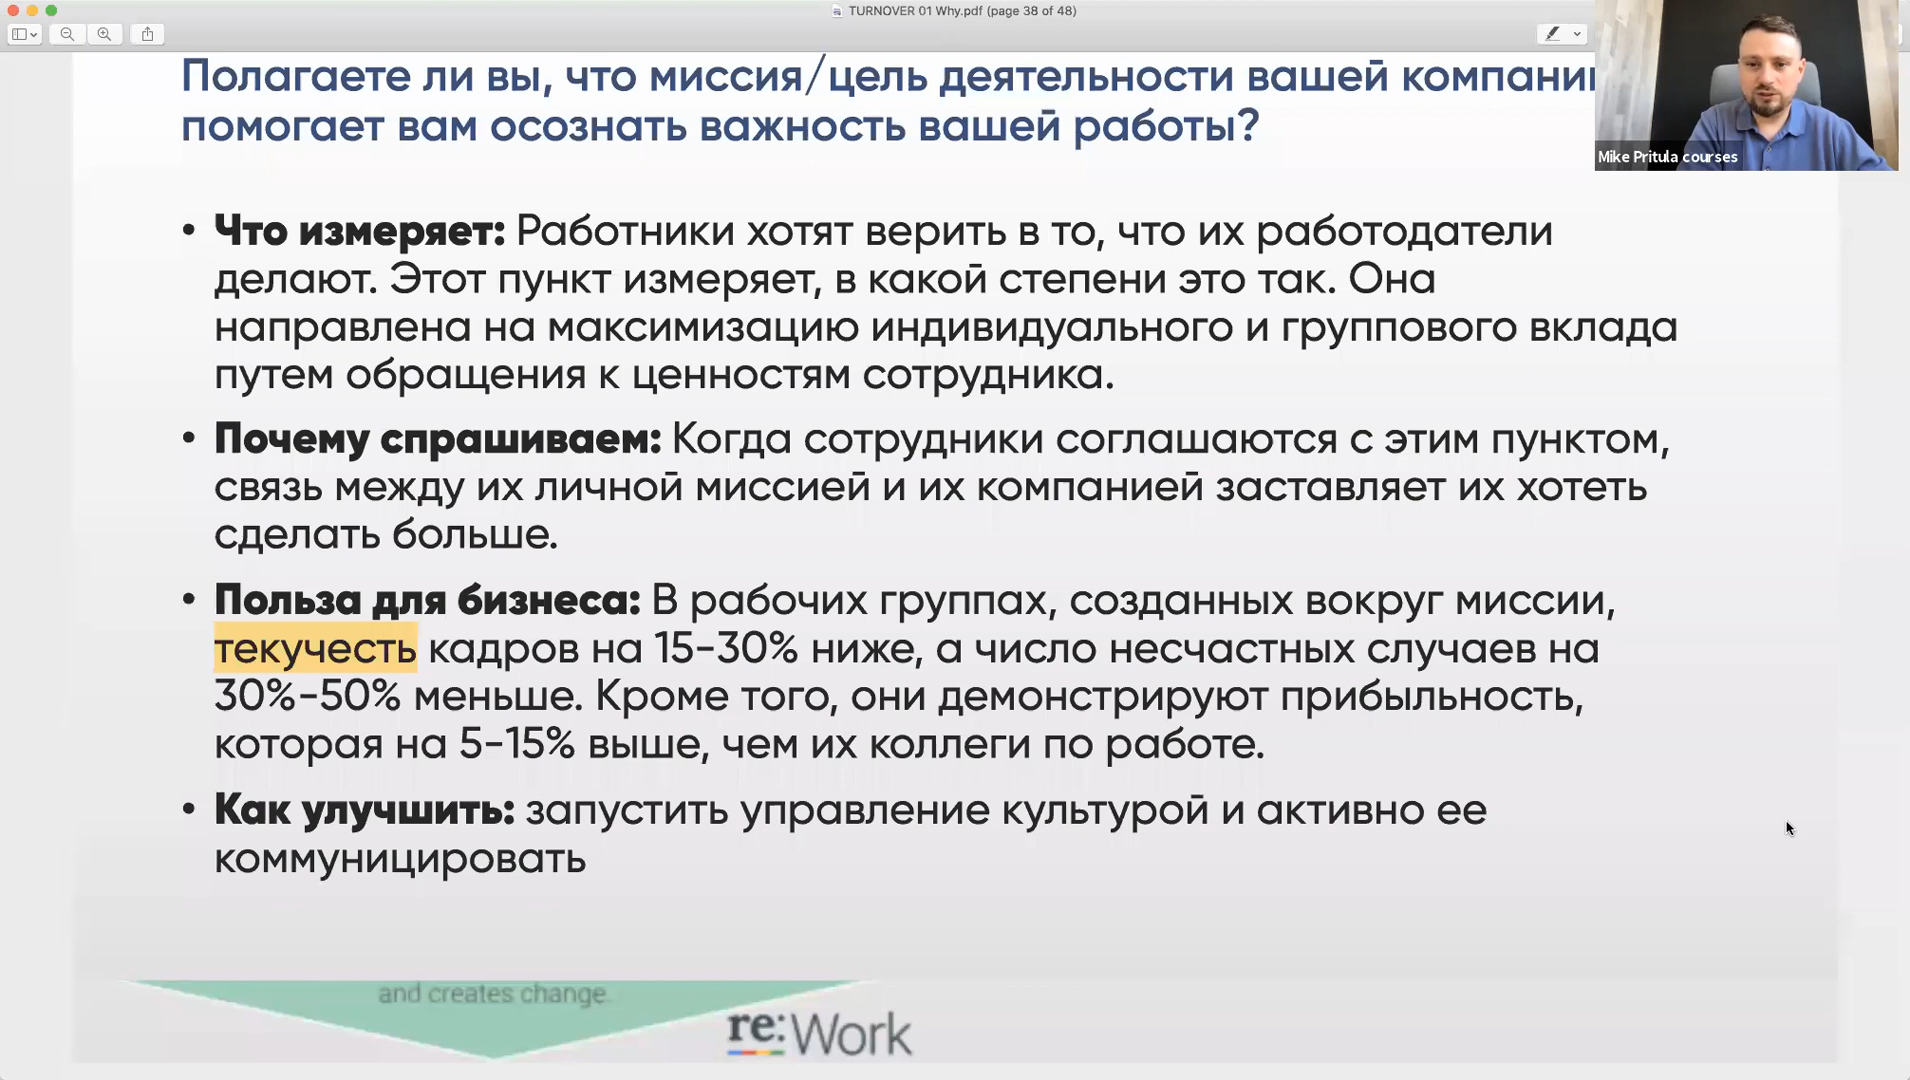 TURNOVER 01 Why.pdf (page 38 of 48)
Полагаете ли вы, что миссия/цель деятельности вашей компании
помогает вам осознать важность вашей работы?
Mike Pritula courses
• Что измеряет: Работники хотят верить в то, что их работодатели
делают. Этот пункт измеряет, в какой степени это так. Она
направлена на максимизацию индивидуального и группового вклада
путем обращения к ценностям сотрудника.
• Почему спрашиваем: Когда сотрудники соглашаются с этим пунктом,
связь между их личной миссией и их компанией заставляет их хотеть
сделать больше.
• Польза для бизнеса: В рабочих группах, созданных вокруг миссии,
текучесть кадров на 15-30% ниже, а число несчастных случаев на
30%-50% меньше. Кроме того, они демонстрируют прибыльность,
которая на 5-15% выше, чем их коллеги по работе.
• Как улучшить: запустить управление культурой и активно ее
коммуницировать
and creates change.
re:Work